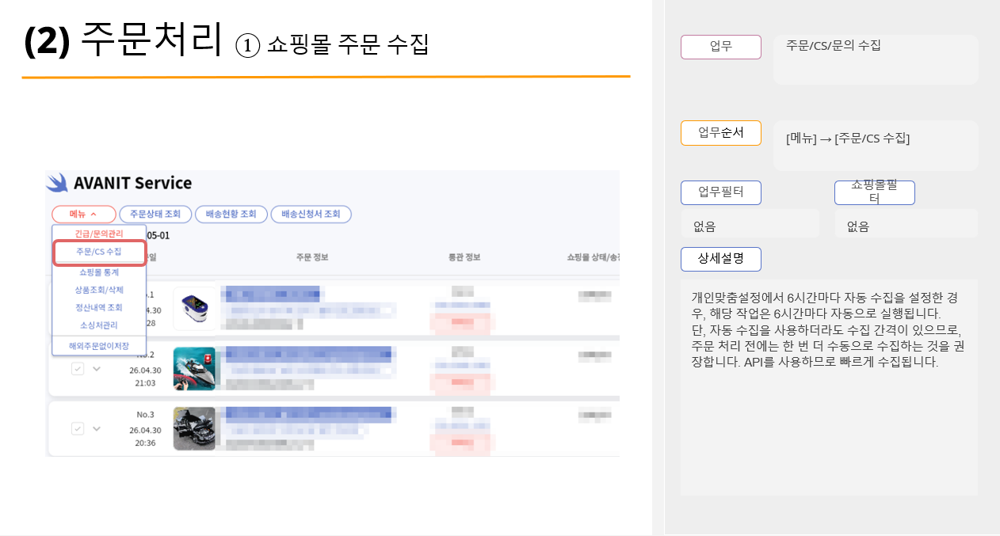 (2) 주문처리 ① 쇼핑몰 주문 수집
AVANIT Service
메뉴 ^ 주문상태 조회 배송현황 조회 배송신청서 조회
긴급/문의관리
주문/CS 수집
쇼핑몰 통계
상품조회/삭제
정산내역 조회
소싱처관리
해외주문없이저장
05-01
주문 정보 통관 정보 쇼핑몰 상태/송
No.2
26.04.30
21:03
No.3
26.04.30
20:36
업무
주문/CS/문의 수집
업무순서
[메뉴] → [주문/CS 수집]
업무필터
없음
쇼핑몰필
터
없음
상세설명
개인맞춤설정에서 6시간마다 자동 수집을 설정한 경
우, 해당 작업은 6시간마다 자동으로 실행됩니다.
단, 자동 수집을 사용하더라도 수집 간격이 있으므로,
주문 처리 전에는 한 번 더 수동으로 수집하는 것을 권
장합니다. API를 사용하므로 빠르게 수집됩니다.